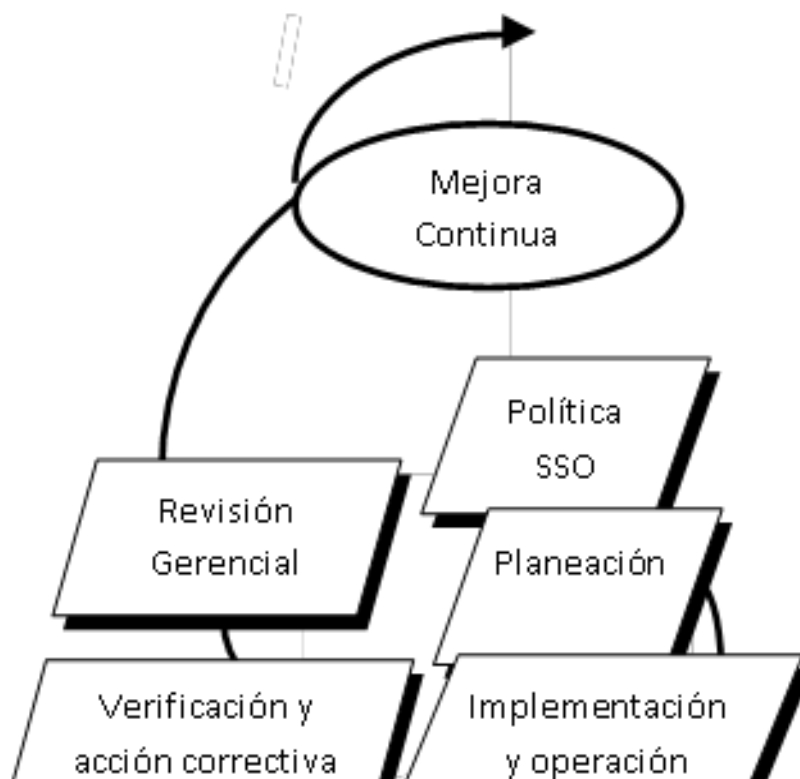 Mejora
Continua
Política
SSO
Revisión
Gerencial
Planeación
Verificación y
acción correctiva
Implementación
y operación